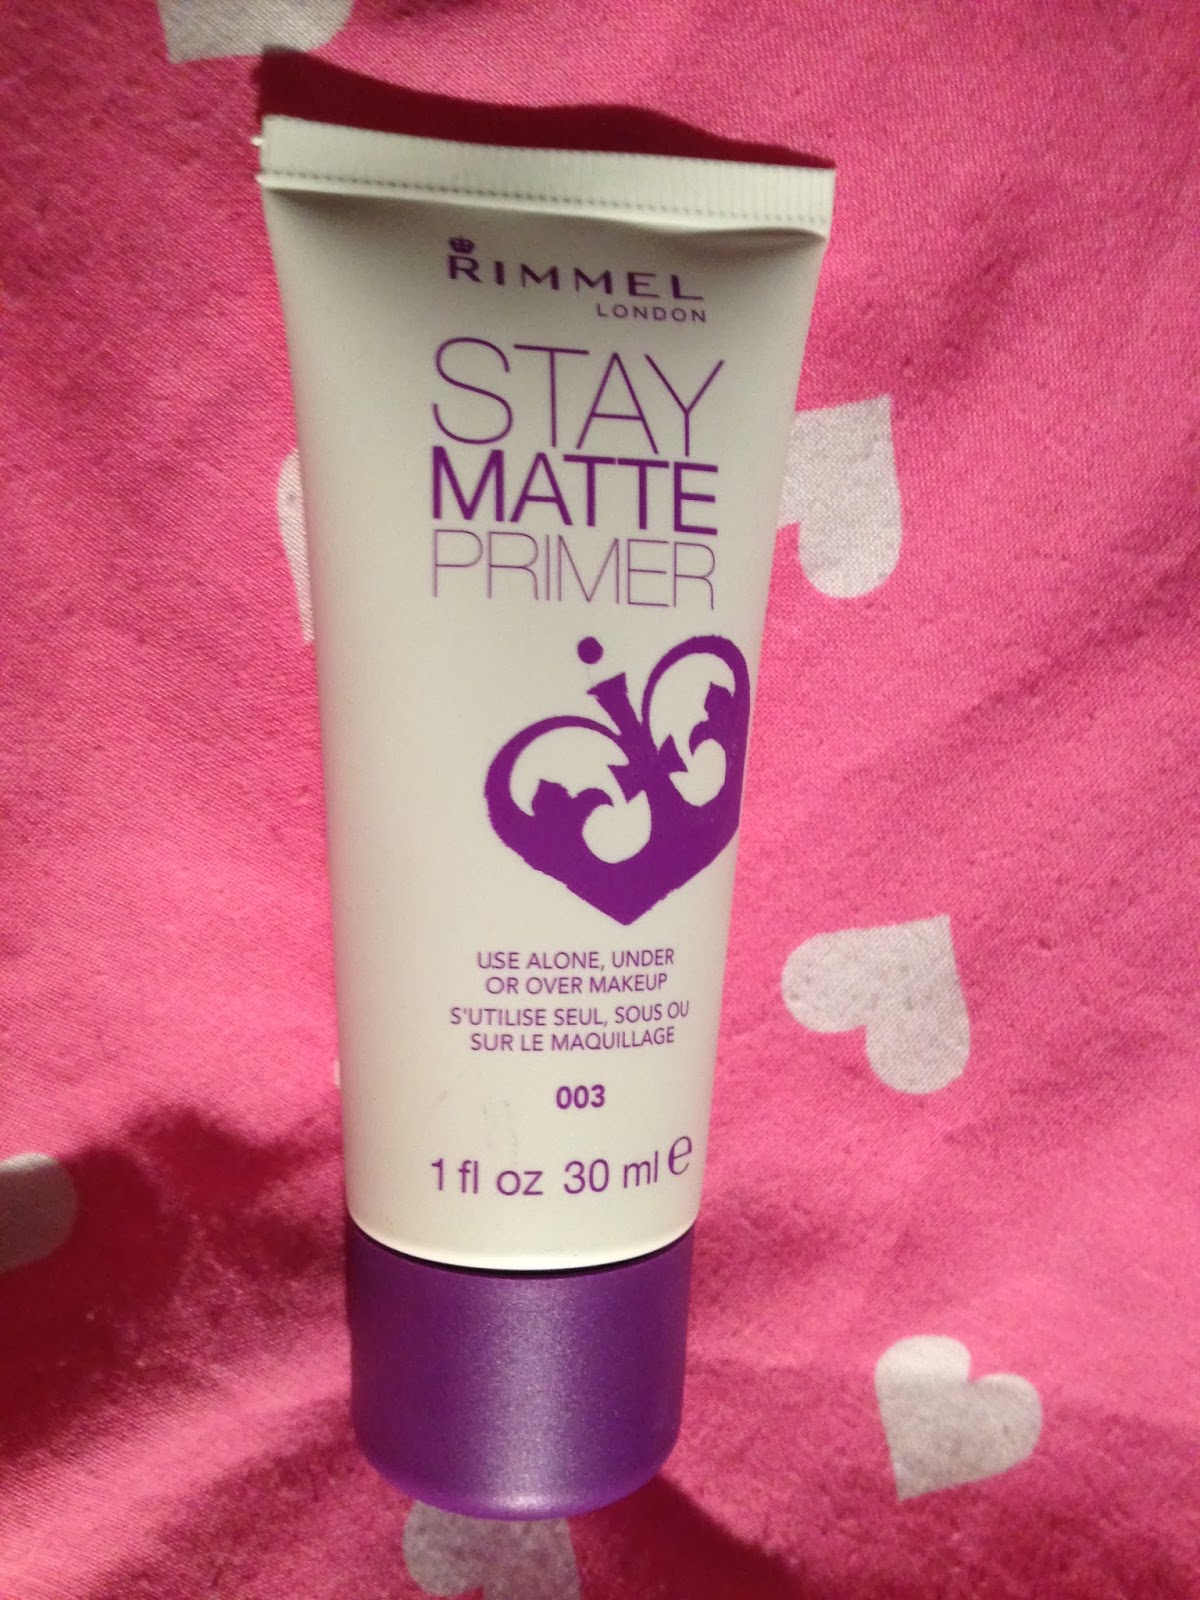 RIMMEL
LONDON
STAY
MATTE
PRIMER
USE ALONE, UNDER
OR OVER MAKEUP
S'UTILISE SEUL, SOUS OU
SUR LE MAQUILLAGE
003
1 fl oz 30 ml ℮